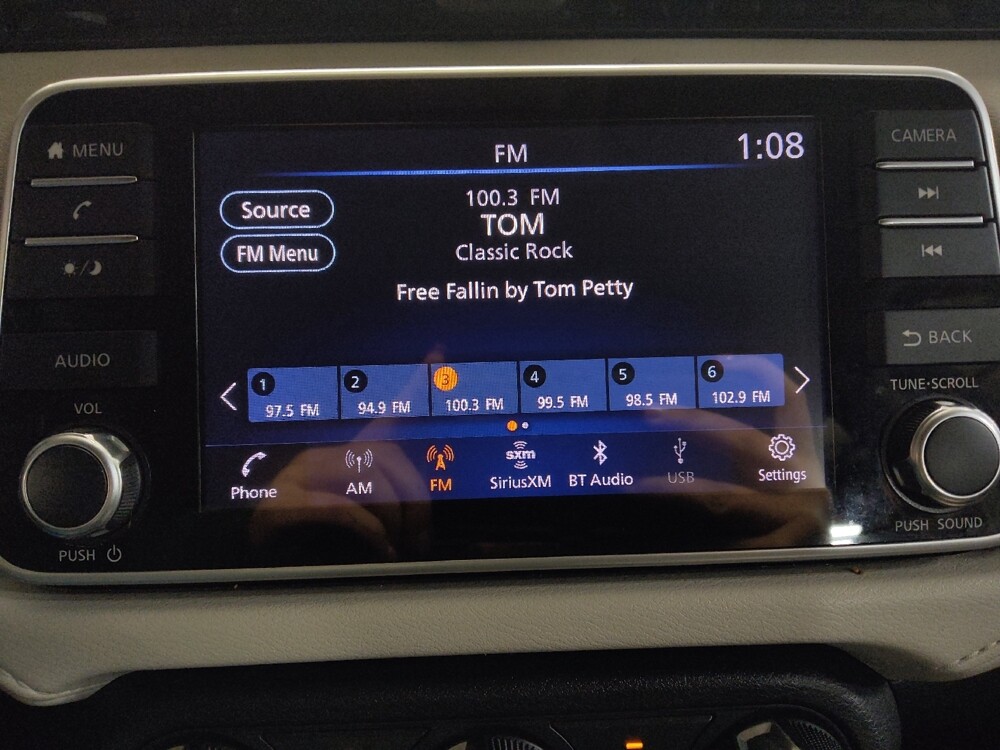 MENU
AUDIO
VOL
PUSH
FM
1:08
Source
FM Menu
100.3 FM
TOM
Classic Rock
Free Fallin by Tom Petty
1
97.5 FM
2
94.9 FM
3
100.3 FM
4
99.5 FM
5
98.5 FM
6
102.9 FM
Phone
AM
FM
sxm
SiriusXM
BT Audio
USB
Settings
CAMERA
BACK
TUNE·SCROLL
PUSH SOUND